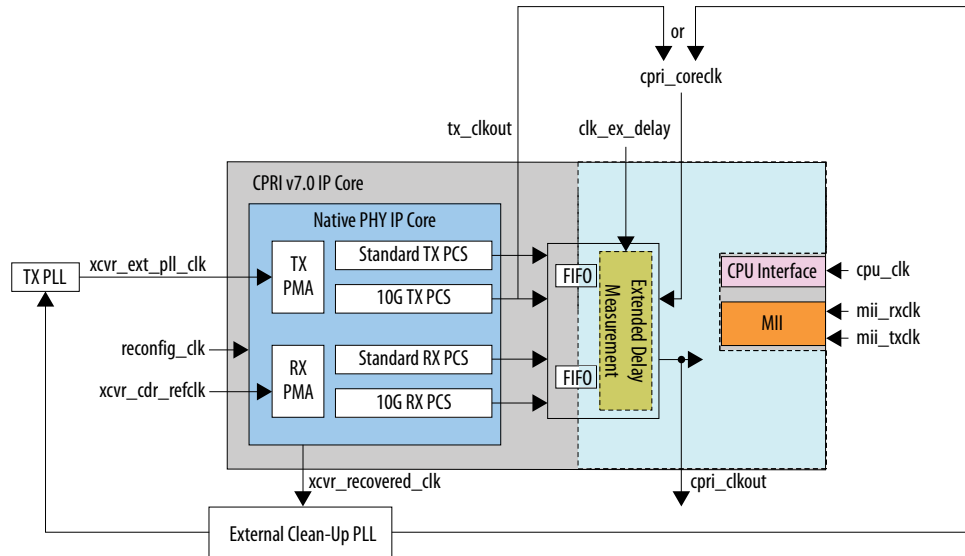 or
cpri_coreclk
tx_clkout
clk_ex_delay
CPRI v7.0 IP Core
Native PHY IP Core
TX PLL
xcvr_ext_pll_clk
TX
PMA
Standard TX PCS
10G TX PCS
FIFO
Extended Delay
Measurement
CPU Interface
cpu_clk
MII
mii_rxclk
mii_txclk
reconfig_clk
xcvr_cdr_refclk
RX
PMA
Standard RX PCS
10G RX PCS
FIFO
xcvr_recovered_clk
cpri_clkout
External Clean-Up PLL